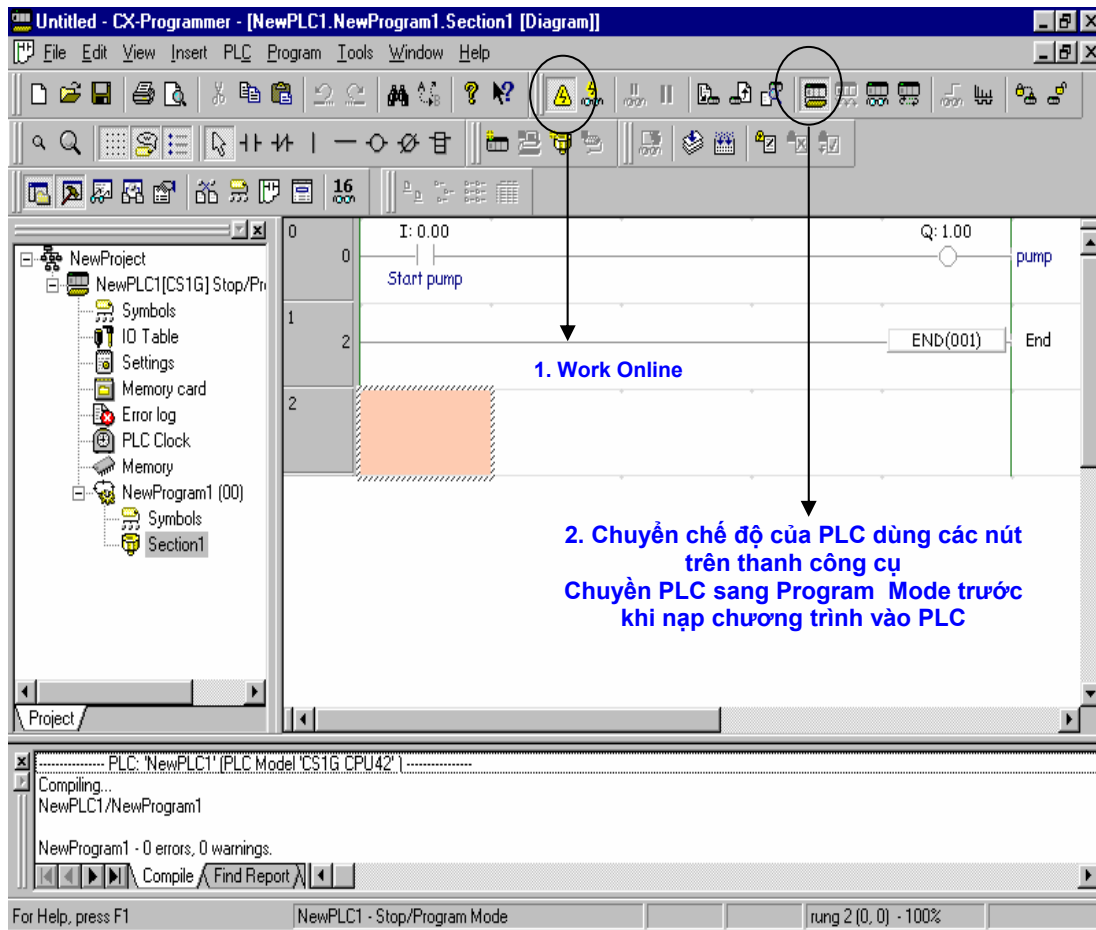 Untitled - CX-Programmer - [NewPLC1.NewProgram1.Section1 [Diagram]]
File Edit View Insert PLC Program Tools Window Help
16
NewProject
NewPLC1[CS1G] Stop/Pr
Symbols
IO Table
Settings
Memory card
Error log
PLC Clock
Memory
NewProgram1 (00)
Symbols
Section1
Project
0
0
I: 0.00
Start pump
Q: 1.00
pump
1
2
END(001)
End
1. Work Online
2
2. Chuyển chế độ của PLC dùng các nút
trên thanh công cụ
Chuyền PLC sang Program Mode trước
khi nạp chương trình vào PLC
--------------- PLC: 'NewPLC1' (PLC Model 'CS1G CPU42') ---------------
Compiling...
NewPLC1/NewProgram1
NewProgram1 - 0 errors, 0 warnings.
Compile Find Report
For Help, press F1
NewPLC1 - Stop/Program Mode
rung 2 (0, 0) - 100%